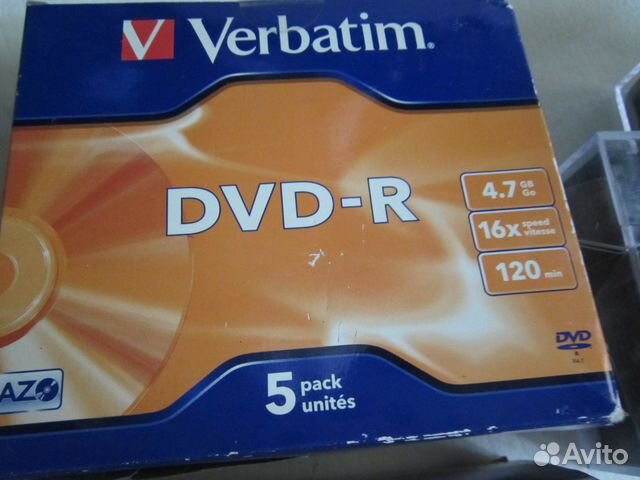 V Verbatim®
DVD-R
4.7 GB Go
16x speed vitesse
120 min
DVD
R
AZO
5 pack unités
Avito